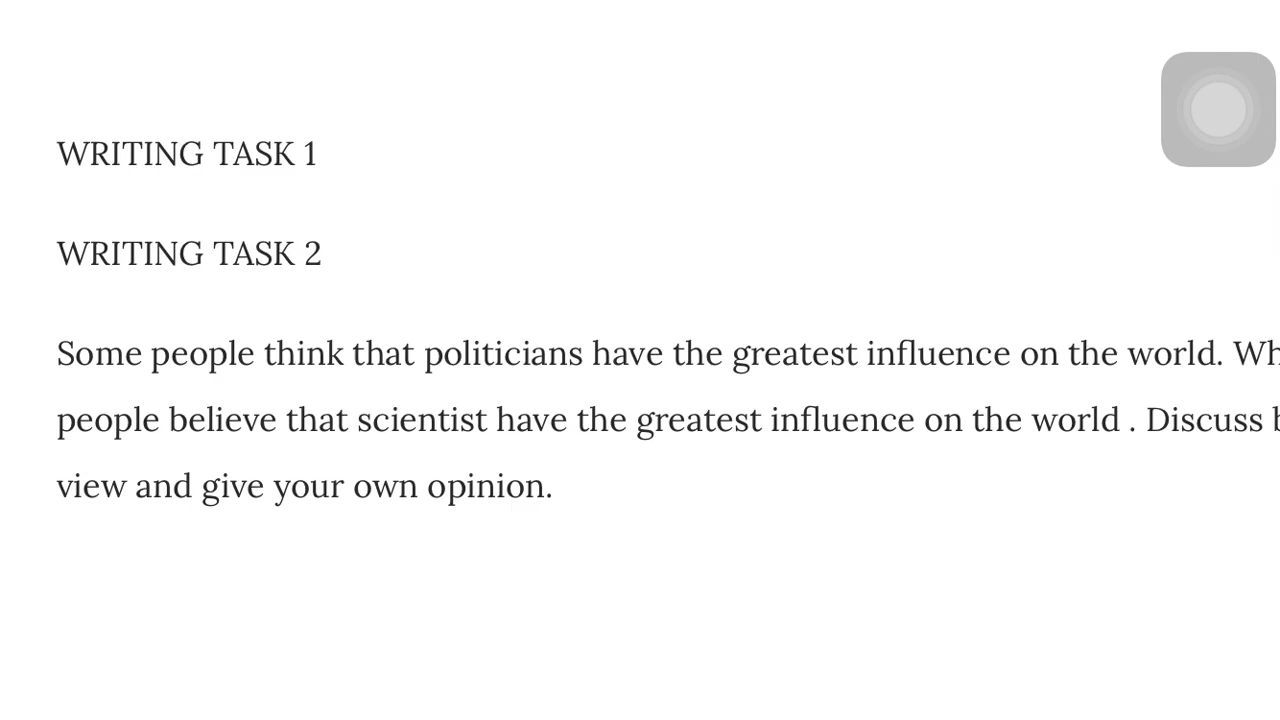 WRITING TASK 1
WRITING TASK 2
Some people think that politicians have the greatest influence on the world.
people believe that scientist have the greatest influence on the world . Discuss
view and give your own opinion.